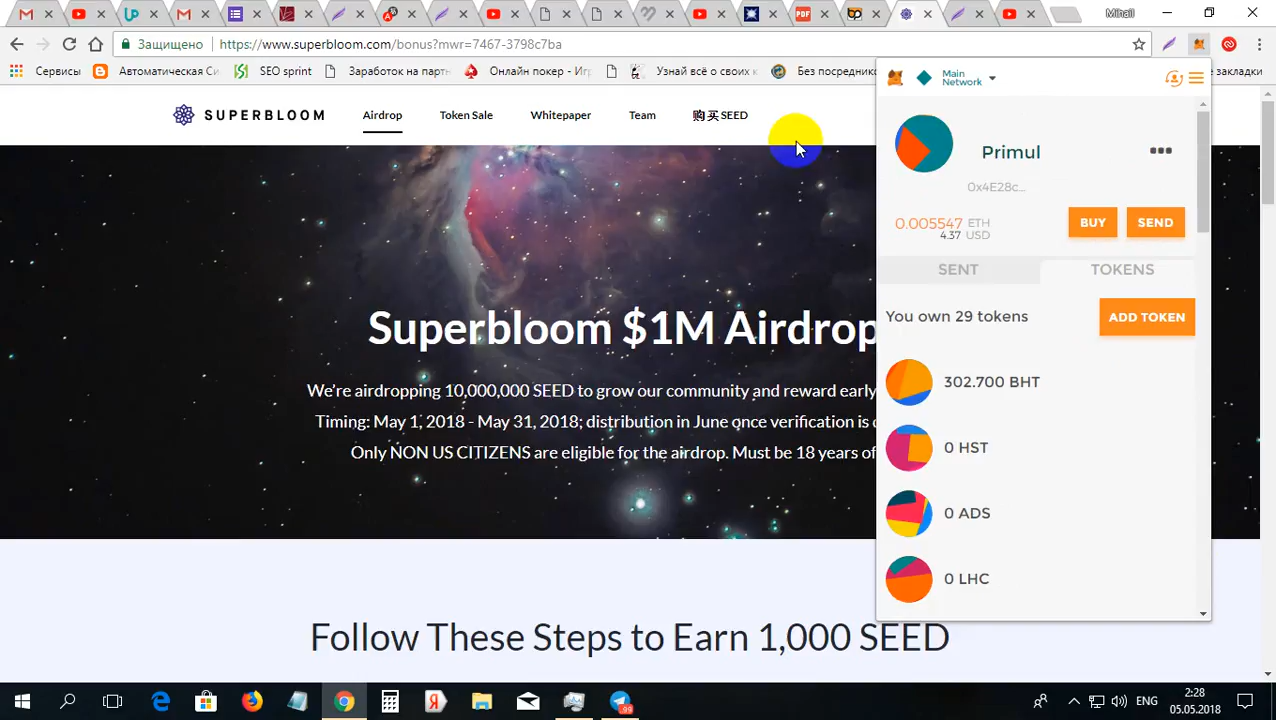 Mihail
Защищено
https://www.superbloom.com/bonus?mwr=7467-3798c7ba
Сервисы
Автоматическая Си
SEO sprint
Заработок на парт
Онлайн покер - Иг
Узнай всё о своих к
Без посредник
закладки
SUPERBLOOM
Airdrop
Token Sale
Whitepaper
Team
购买 SEED
Superbloom $1M Airdrop
We're airdropping 10,000,000 SEED to grow our community and reward early
Timing: May 1, 2018 - May 31, 2018; distribution in June once verification is
Only NON US CITIZENS are eligible for the airdrop. Must be 18 years of
Follow These Steps to Earn 1,000 SEED
Main
Network
Primul
0x4E28c...
0.005547 ETH
4.37 USD
BUY
SEND
SENT
TOKENS
You own 29 tokens
ADD TOKEN
302.700 BHT
0 HST
0 ADS
0 LHC
PDF
99
ENG
2:28
05.05.2018